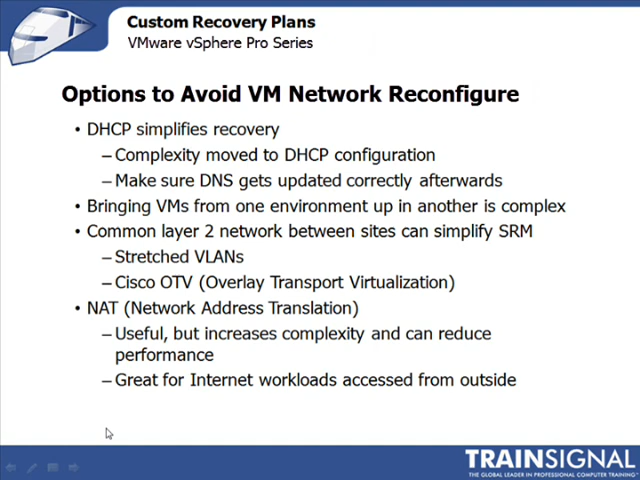 Custom Recovery Plans
VMware vSphere Pro Series
Options to Avoid VM Network Reconfigure
• DHCP simplifies recovery
– Complexity moved to DHCP configuration
– Make sure DNS gets updated correctly afterwards
• Bringing VMs from one environment up in another is complex
• Common layer 2 network between sites can simplify SRM
– Stretched VLANs
– Cisco OTV (Overlay Transport Virtualization)
• NAT (Network Address Translation)
– Useful, but increases complexity and can reduce
performance
– Great for Internet workloads accessed from outside
TRAINSIGNAL
THE GLOBAL LEADER IN PROFESSIONAL COMPUTER TRAINING